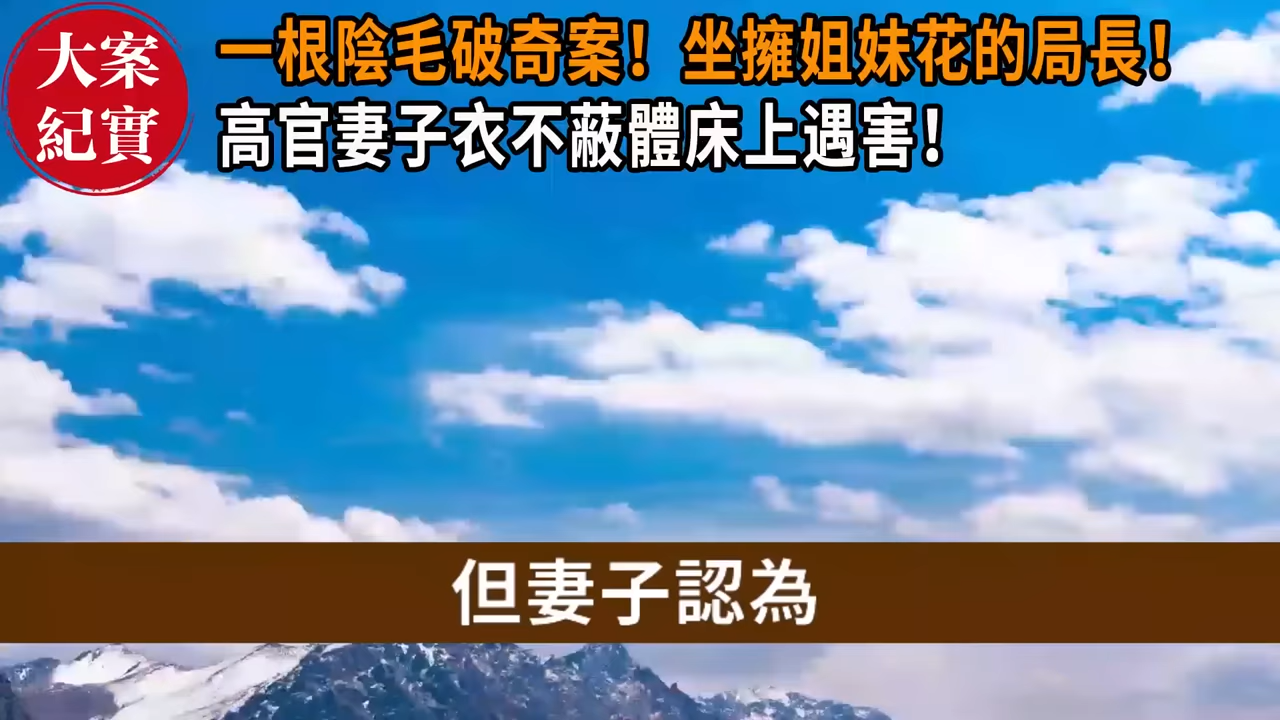 大案
紀實
一根陰毛破奇案！坐擁姐妹花的局長！
高官妻子衣不蔽體床上遇害！
但妻子認為